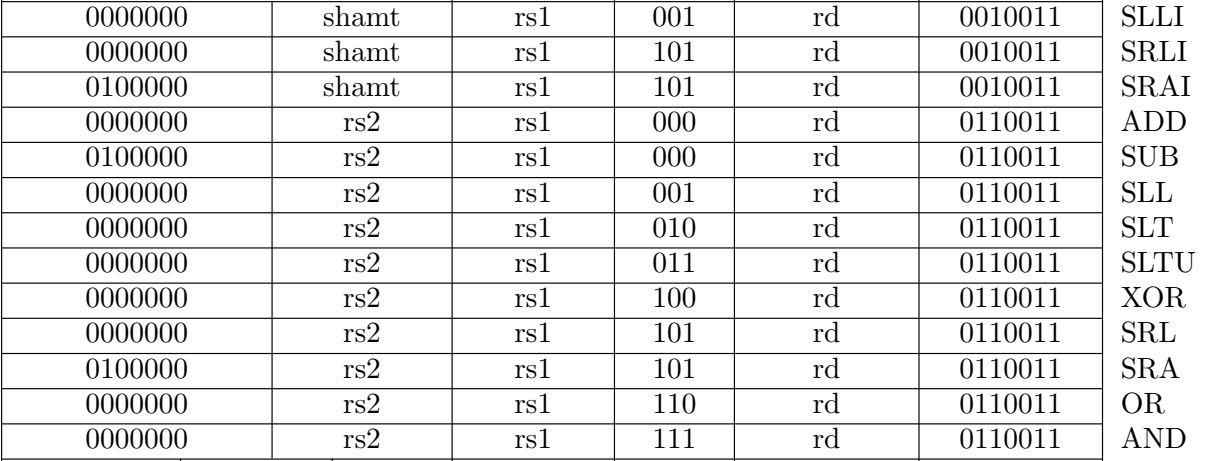 0000000 shamt rs1 001 rd 0010011 SLLI
0000000 shamt rs1 101 rd 0010011 SRLI
0100000 shamt rs1 101 rd 0010011 SRAI
0000000 rs2 rs1 000 rd 0110011 ADD
0100000 rs2 rs1 000 rd 0110011 SUB
0000000 rs2 rs1 001 rd 0110011 SLL
0000000 rs2 rs1 010 rd 0110011 SLT
0000000 rs2 rs1 011 rd 0110011 SLTU
0000000 rs2 rs1 100 rd 0110011 XOR
0000000 rs2 rs1 101 rd 0110011 SRL
0100000 rs2 rs1 101 rd 0110011 SRA
0000000 rs2 rs1 110 rd 0110011 OR
0000000 rs2 rs1 111 rd 0110011 AND